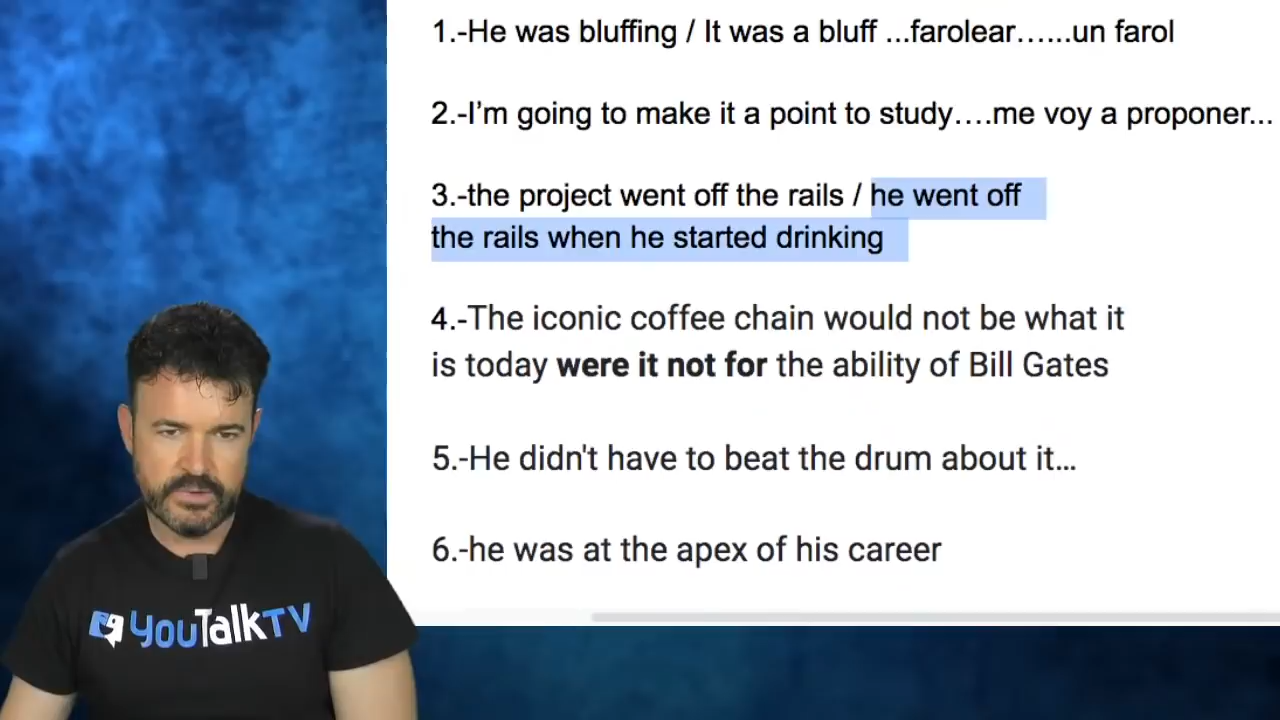 1.-He was bluffing / It was a bluff ...farolear…...un farol
2.-I’m going to make it a point to study….me voy a proponer...
3.-the project went off the rails / he went off
the rails when he started drinking
4.-The iconic coffee chain would not be what it
is today were it not for the ability of Bill Gates
5.-He didn't have to beat the drum about it…
6.-he was at the apex of his career
YouTalkTV